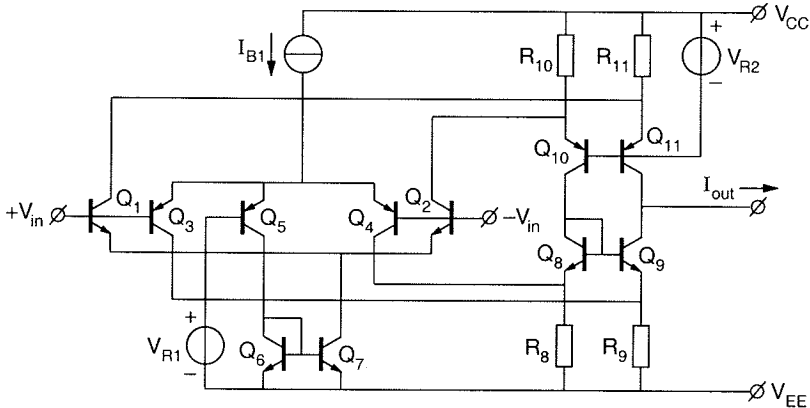 V_CC
I_B1
R_10
R_11
+
V_R2
−
Q_10
Q_11
+V_in
Q_1
Q_3
Q_5
Q_4
Q_2
−V_in
I_out
Q_8
Q_9
+
V_R1
−
Q_6
Q_7
R_8
R_9
V_EE